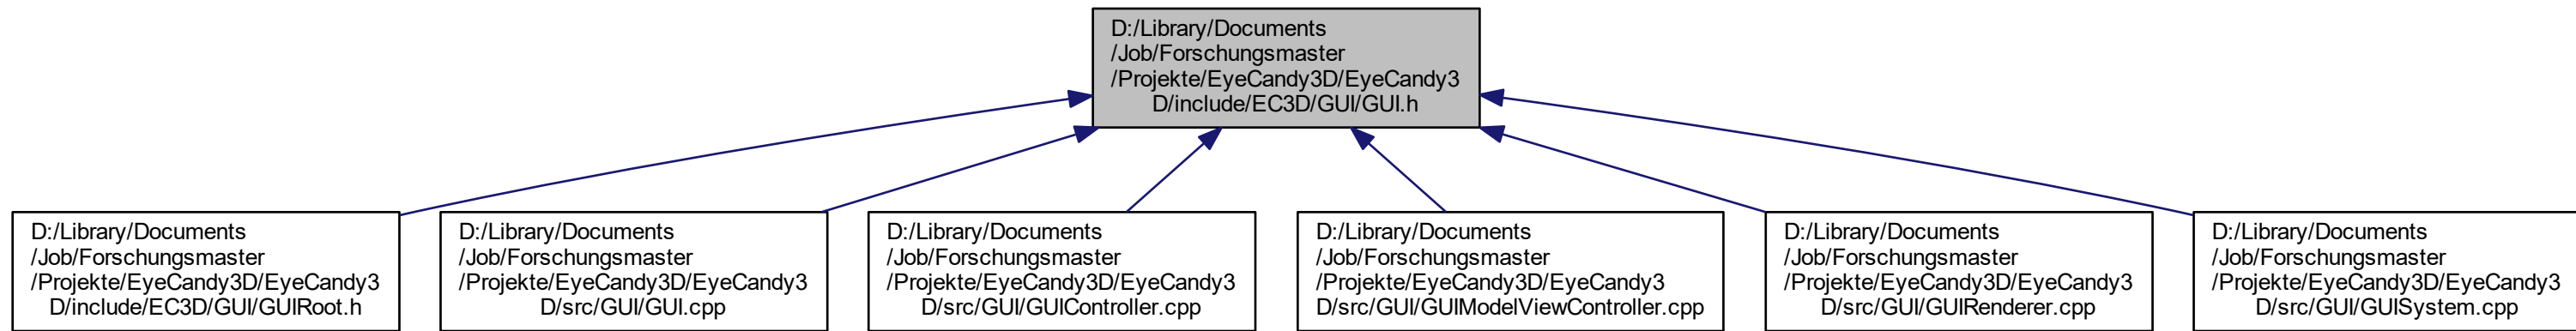 D:/Library/Documents
/Job/Forschungsmaster
/Projekte/EyeCandy3D/EyeCandy3
D/include/EC3D/GUI/GUI.h
D:/Library/Documents
/Job/Forschungsmaster
/Projekte/EyeCandy3D/EyeCandy3
D/include/EC3D/GUI/GUIRoot.h
D:/Library/Documents
/Job/Forschungsmaster
/Projekte/EyeCandy3D/EyeCandy3
D/src/GUI/GUI.cpp
D:/Library/Documents
/Job/Forschungsmaster
/Projekte/EyeCandy3D/EyeCandy3
D/src/GUI/GUIController.cpp
D:/Library/Documents
/Job/Forschungsmaster
/Projekte/EyeCandy3D/EyeCandy3
D/src/GUI/GUIModelViewController.cpp
D:/Library/Documents
/Job/Forschungsmaster
/Projekte/EyeCandy3D/EyeCandy3
D/src/GUI/GUIRenderer.cpp
D:/Library/Documents
/Job/Forschungsmaster
/Projekte/EyeCandy3D/EyeCandy3
D/src/GUI/GUISystem.cpp